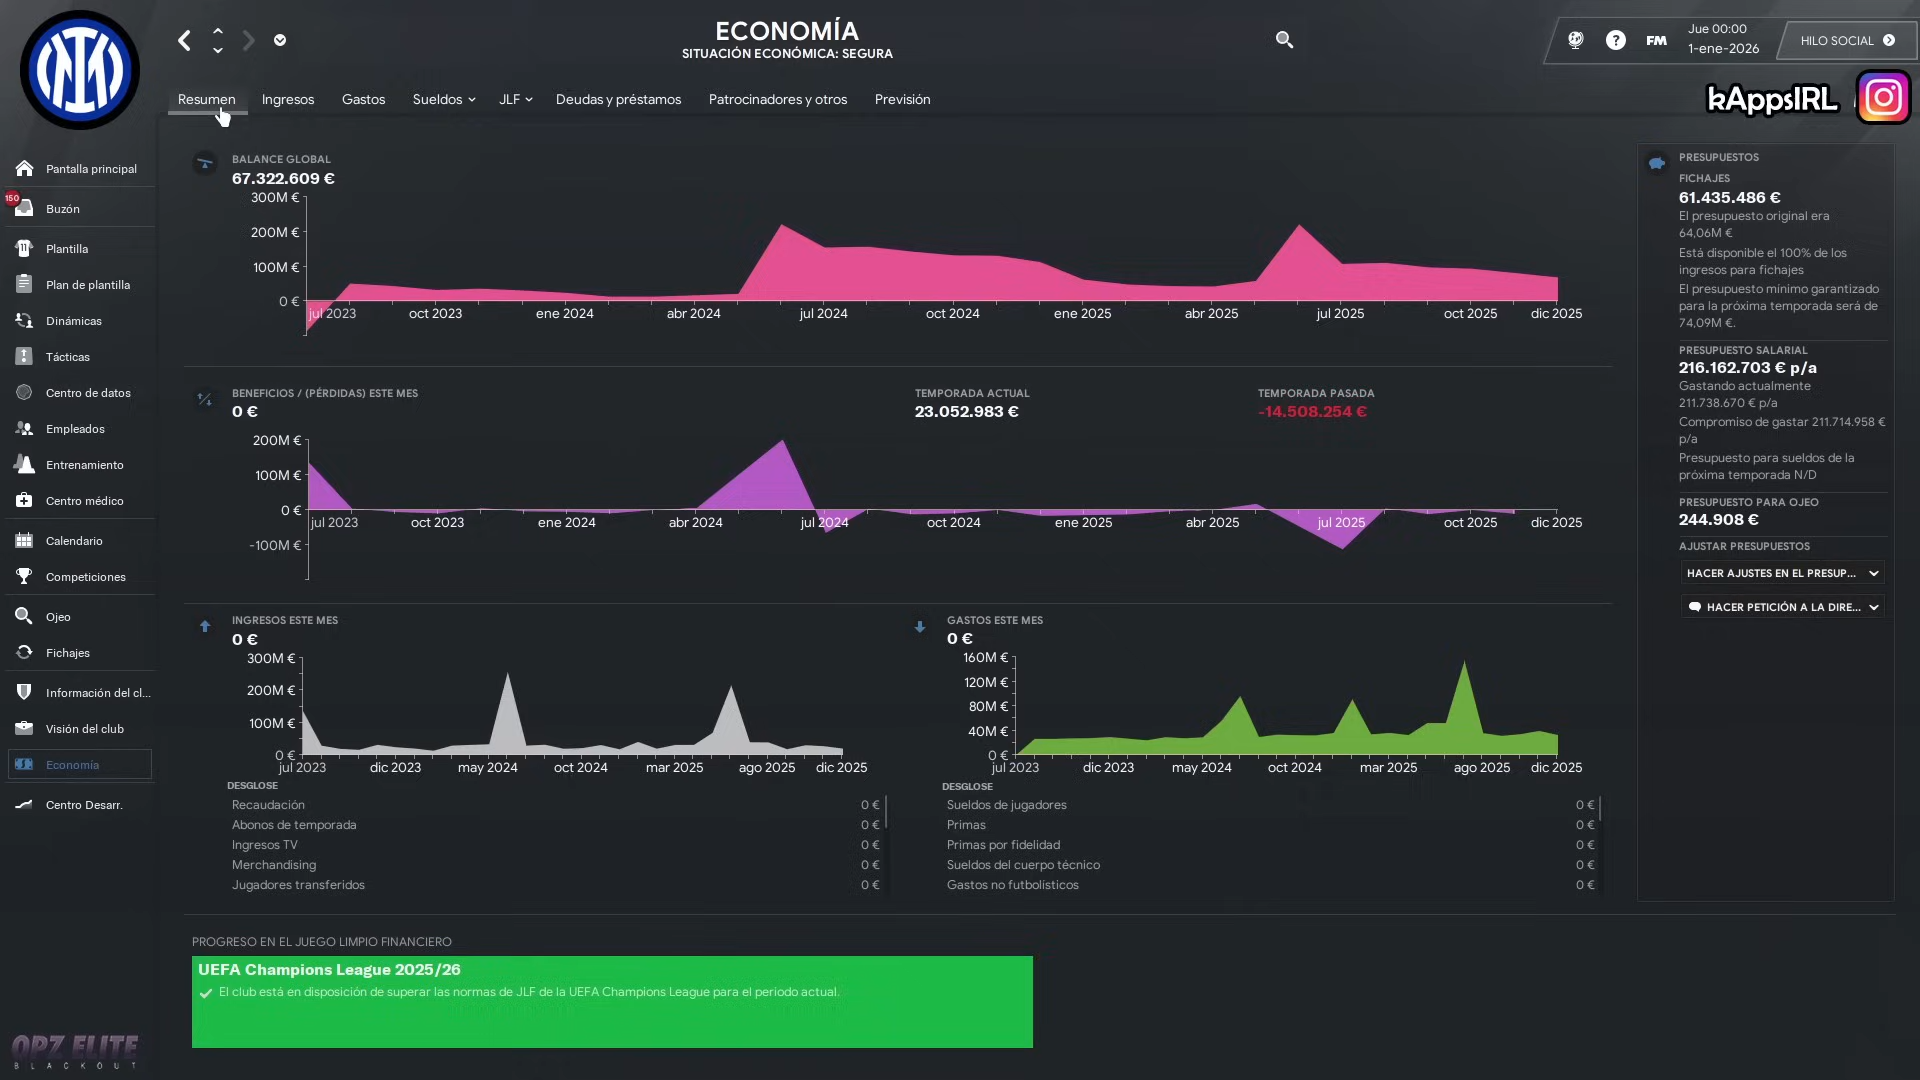 ECONOMÍA
SITUACIÓN ECONÓMICA: SEGURA
FM
Jue 00:00
1-ene-2026
HILO SOCIAL
kAppsIRL
Resumen
Ingresos
Gastos
Sueldos
JLF
Deudas y préstamos
Patrocinadores y otros
Previsión
Pantalla principal
150
Buzón
Plantilla
Plan de plantilla
Dinámicas
Tácticas
Centro de datos
Empleados
Entrenamiento
Centro médico
Calendario
Competiciones
Ojeo
Fichajes
Información del cl...
Visión del club
Economía
Centro Desarr.
OPZ ELITE
BLACKOUT
BALANCE GLOBAL
67.322.609 €
300M €
200M €
100M €
0 €
jul 2023
oct 2023
ene 2024
abr 2024
jul 2024
oct 2024
ene 2025
abr 2025
jul 2025
oct 2025
dic 2025
BENEFICIOS / (PÉRDIDAS) ESTE MES
0 €
TEMPORADA ACTUAL
23.052.983 €
TEMPORADA PASADA
-14.508.254 €
200M €
100M €
0 €
-100M €
jul 2023
oct 2023
ene 2024
abr 2024
jul 2024
oct 2024
ene 2025
abr 2025
jul 2025
oct 2025
dic 2025
INGRESOS ESTE MES
0 €
300M €
200M €
100M €
0 €
jul 2023
dic 2023
may 2024
oct 2024
mar 2025
ago 2025
dic 2025
DESGLOSE
Recaudación 0 €
Abonos de temporada 0 €
Ingresos TV 0 €
Merchandising 0 €
Jugadores transferidos 0 €
GASTOS ESTE MES
0 €
160M €
120M €
80M €
40M €
0 €
jul 2023
dic 2023
may 2024
oct 2024
mar 2025
ago 2025
dic 2025
DESGLOSE
Sueldos de jugadores 0 €
Primas 0 €
Primas por fidelidad 0 €
Sueldos del cuerpo técnico 0 €
Gastos no futbolísticos 0 €
PRESUPUESTOS
FICHAJES
61.435.486 €
El presupuesto original era
64,06M €
Está disponible el 100% de los
ingresos para fichajes
El presupuesto mínimo garantizado
para la próxima temporada será de
74,09M €.
PRESUPUESTO SALARIAL
216.162.703 € p/a
Gastando actualmente
211.738.670 € p/a
Compromiso de gastar 211.714.958 €
p/a
Presupuesto para sueldos de la
próxima temporada N/D
PRESUPUESTO PARA OJEO
244.908 €
AJUSTAR PRESUPUESTOS
HACER AJUSTES EN EL PRESUP...
HACER PETICIÓN A LA DIRE...
PROGRESO EN EL JUEGO LIMPIO FINANCIERO
UEFA Champions League 2025/26
El club está en disposición de superar las normas de JLF de la UEFA Champions League para el periodo actual.